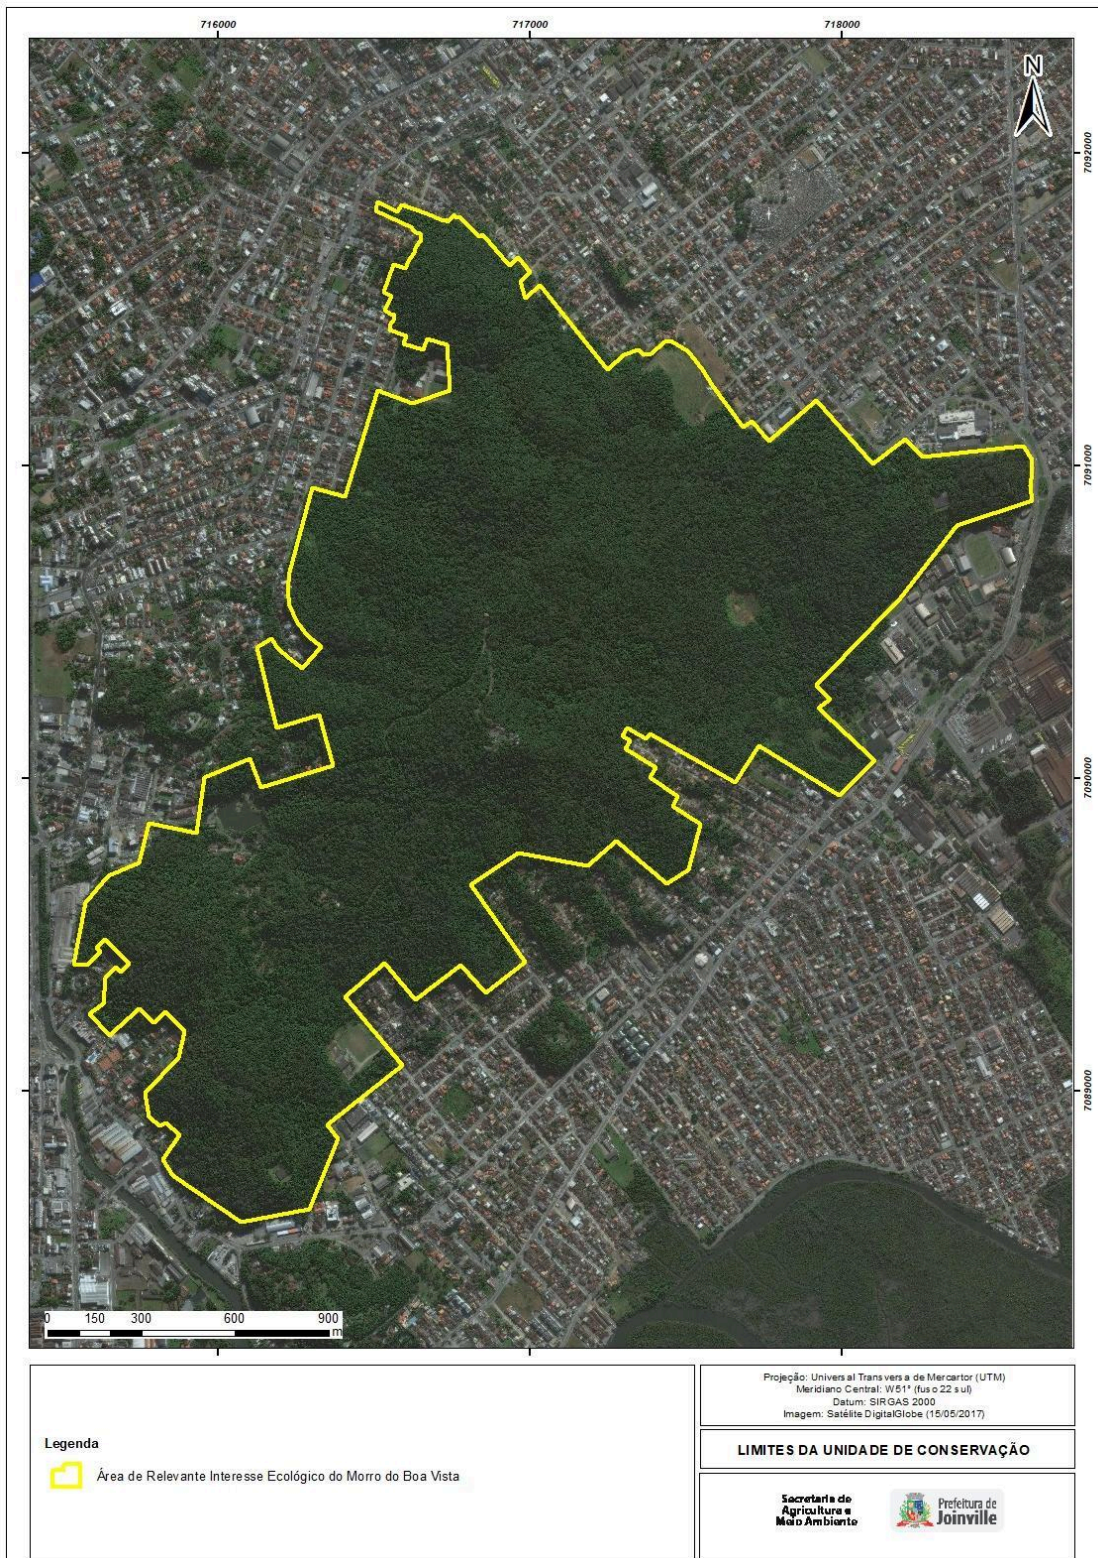 716000 717000 718000
N
7092000
7091000
7090000
7089000
0 150 300 600 900
m
Projeção: Universal Transversa de Mercartor (UTM)
Meridiano Central: W51° (fuso 22 sul)
Datum: SIRGAS 2000
Imagem: Satélite DigitalGlobe (15/05/2017)
Legenda
Área de Relevante Interesse Ecológico do Morro do Boa Vista
LIMITES DA UNIDADE DE CONSERVAÇÃO
Secretaria de
Agricultura e
Meio Ambiente
Prefeitura de
Joinville